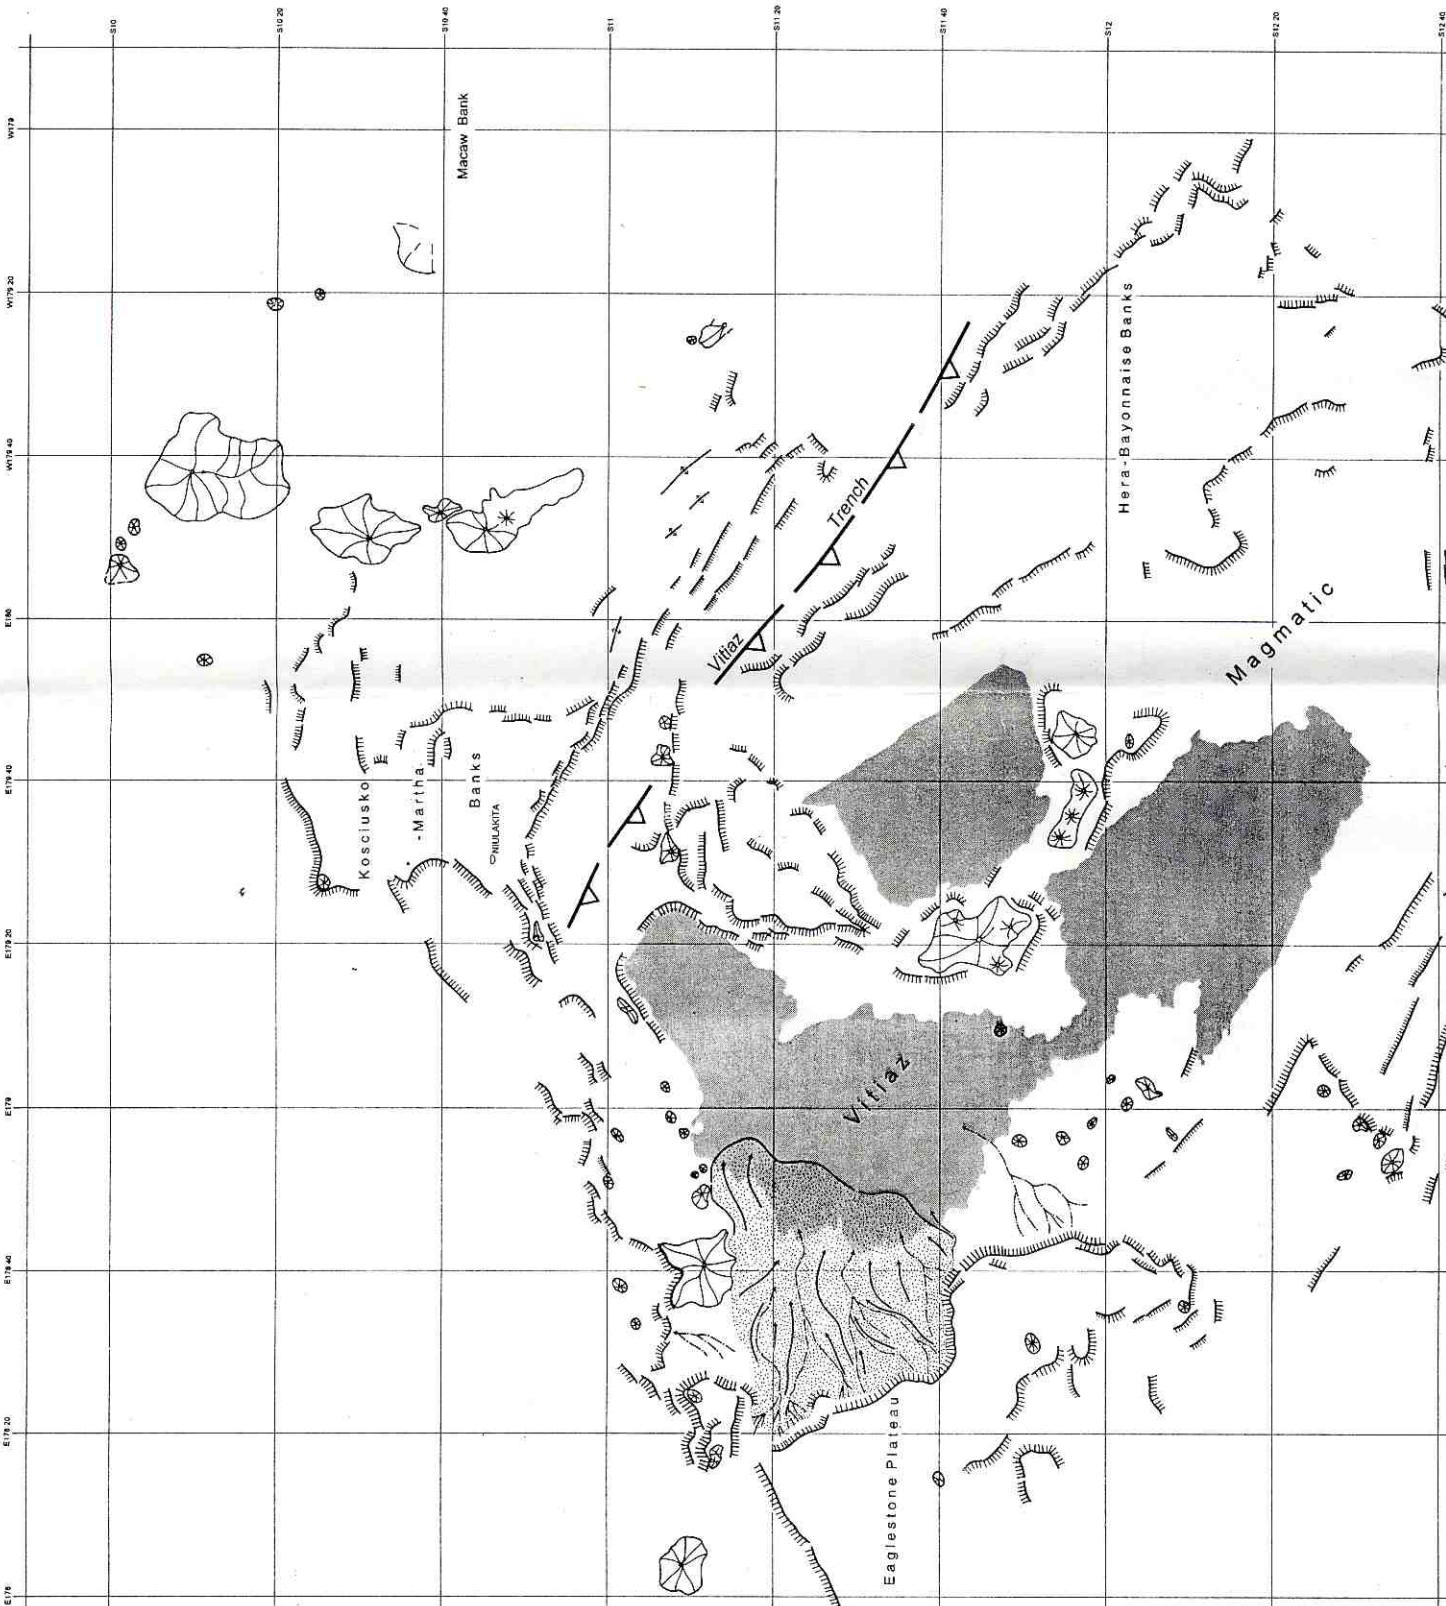 S10
S10 20
S10 40
S11
S11 20
S11 40
S12
S12 20
S12 40
W179
W179 20
W179 40
E180
E179 40
E179 20
E179
E178 40
E178 20
E178
Macaw Bank
Hera-Bayonnaise Banks
Vitiaz
Trench
Magmatic
Kosciusko
-Martha
Banks
NIULAKITA
Vitiaz
Eaglestone Plateau